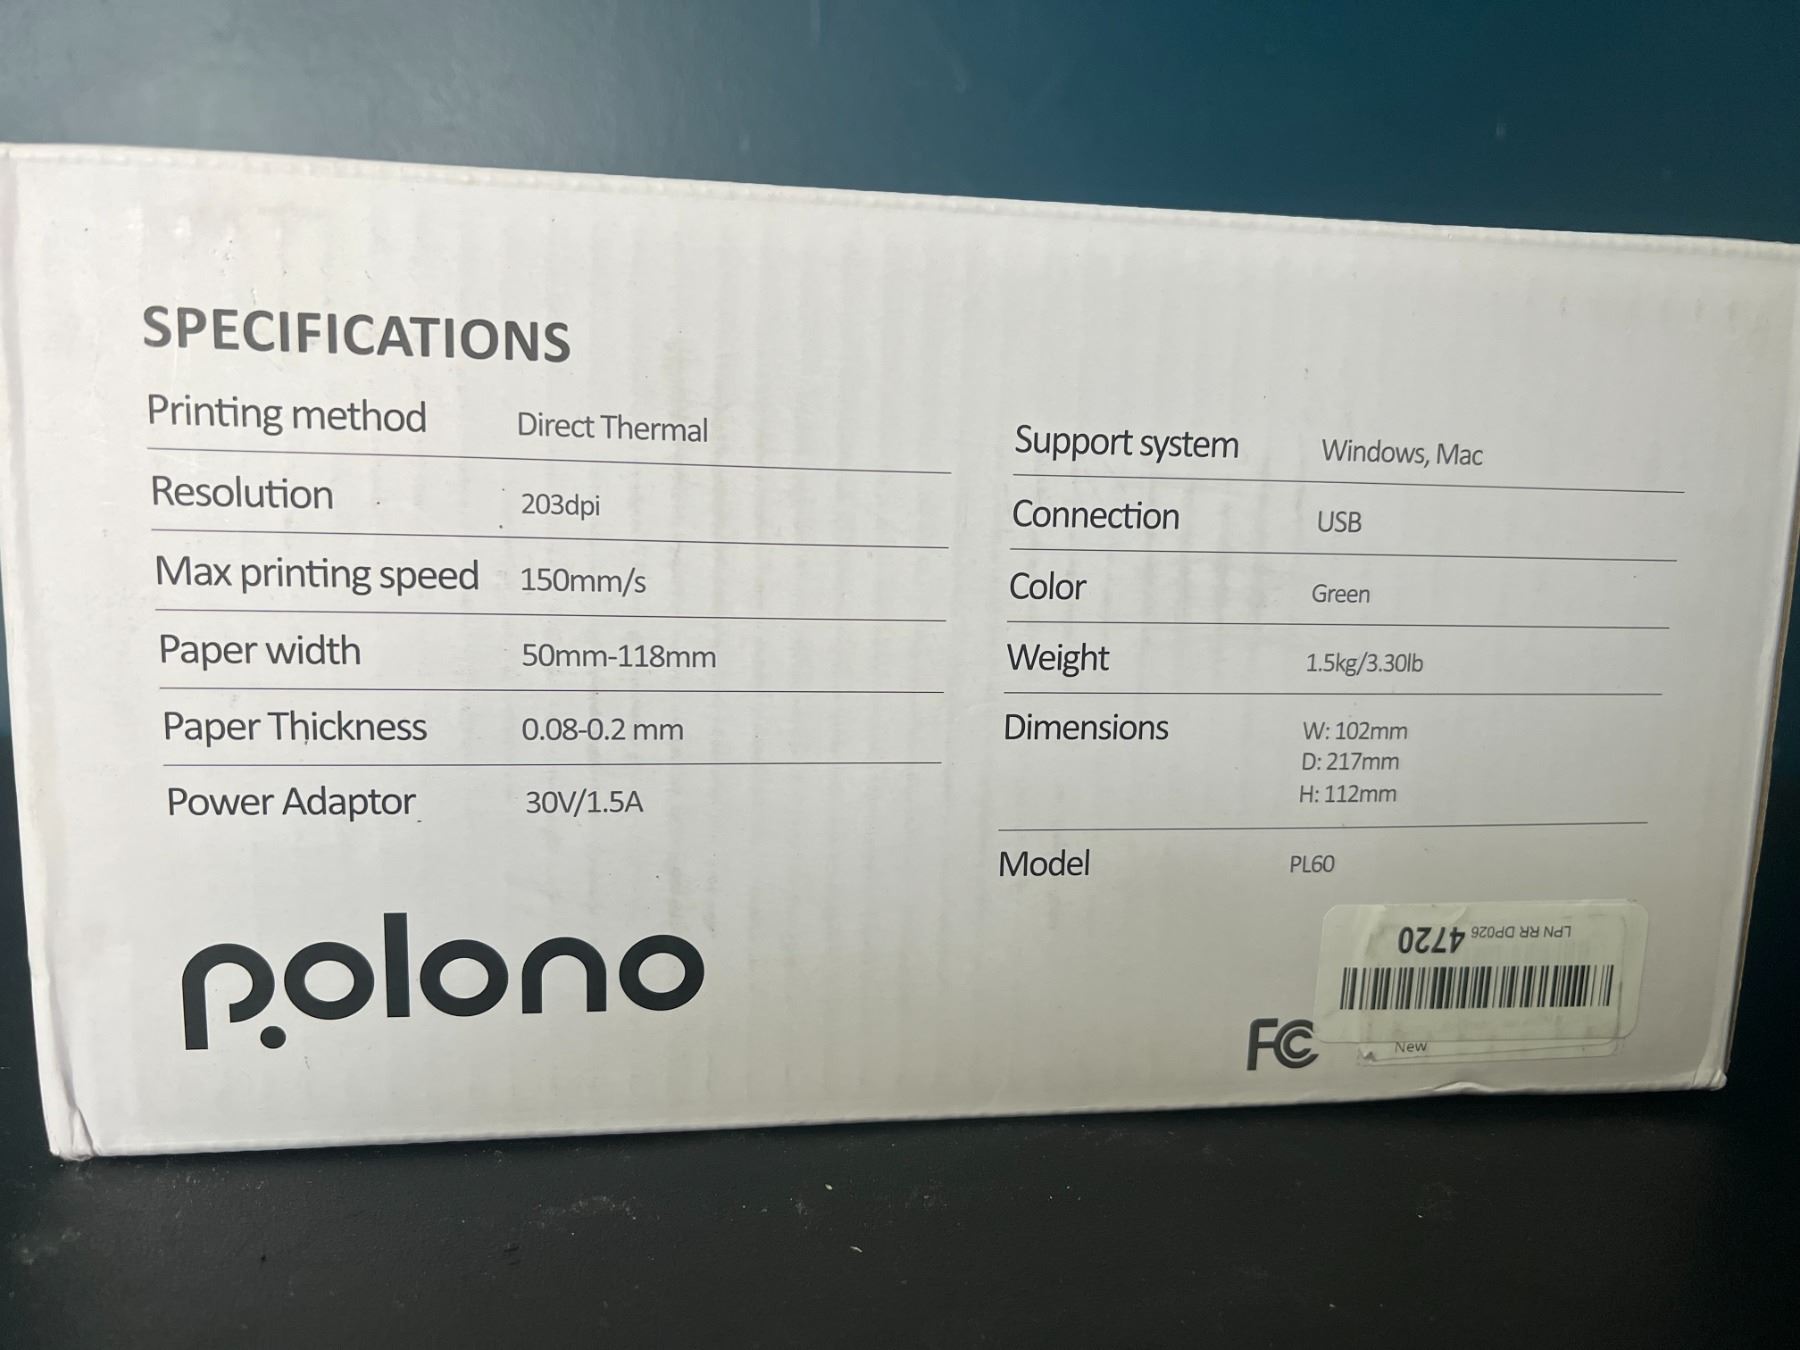 SPECIFICATIONS
Printing method Direct Thermal
Resolution 203dpi
Max printing speed 150mm/s
Paper width 50mm-118mm
Paper Thickness 0.08-0.2 mm
Power Adaptor 30V/1.5A
Support system Windows, Mac
Connection USB
Color Green
Weight 1.5kg/3.30lb
Dimensions W: 102mm
D: 217mm
H: 112mm
Model PL60
polono
LPN RR DP026 4720
FC
New